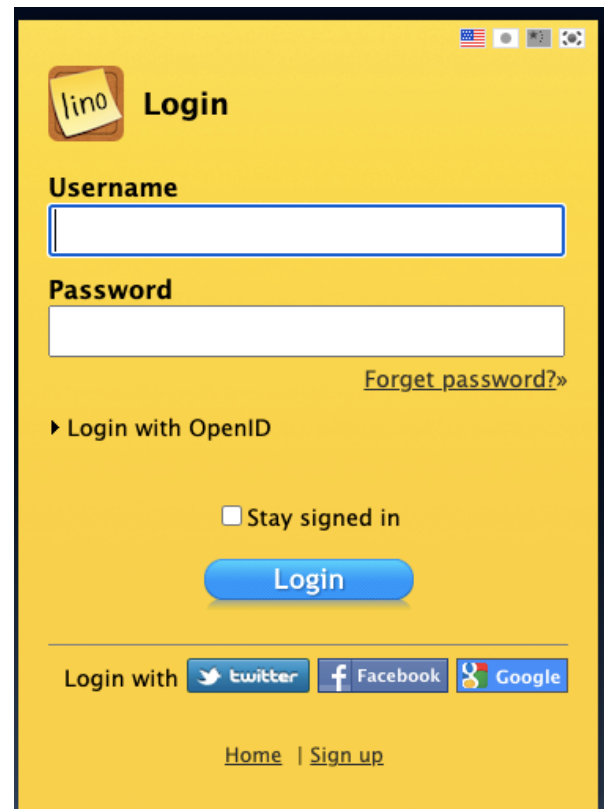 lino Login
Username
Password
Forget password?»
Login with OpenID
Stay signed in
Login
Login with twitter Facebook Google
Home | Sign up